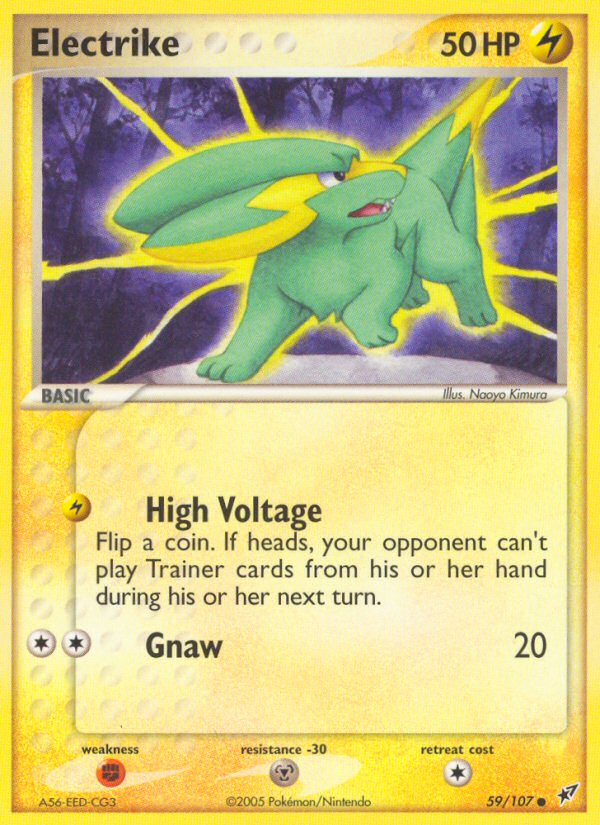 Electrike 50 HP
BASIC
Illus. Naoyo Kimura
High Voltage
Flip a coin. If heads, your opponent can't
play Trainer cards from his or her hand
during his or her next turn.
Gnaw 20
weakness resistance -30 retreat cost
A56-EED-CG3 ©2005 Pokémon/Nintendo 59/107